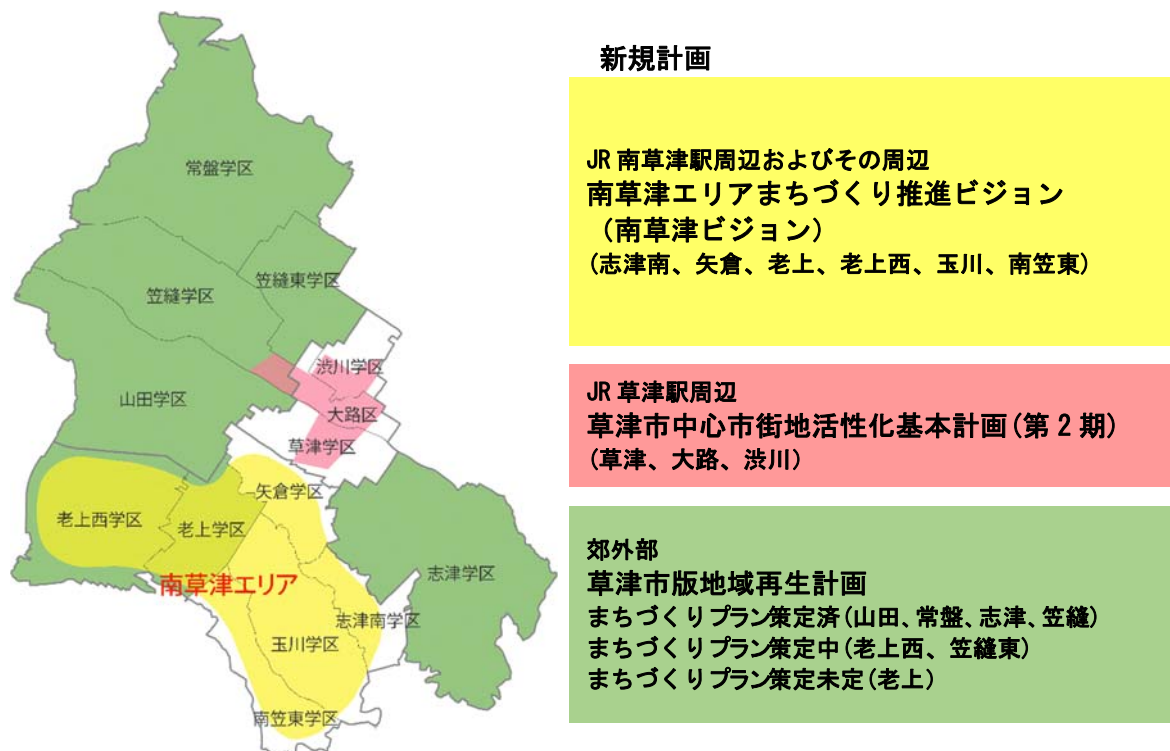 新規計画
JR 南草津駅周辺およびその周辺
南草津エリアまちづくり推進ビジョン
（南草津ビジョン）
(志津南、矢倉、老上、老上西、玉川、南笠東)
JR 草津駅周辺
草津市中心市街地活性化基本計画(第 2 期)
(草津、大路、渋川)
郊外部
草津市版地域再生計画
まちづくりプラン策定済(山田、常盤、志津、笠縫)
まちづくりプラン策定中(老上西、笠縫東)
まちづくりプラン策定未定(老上)
常盤学区
笠縫東学区
笠縫学区
渋川学区
山田学区
大路区
草津学区
矢倉学区
老上西学区
老上学区
志津学区
南草津エリア
志津南学区
玉川学区
南笠東学区